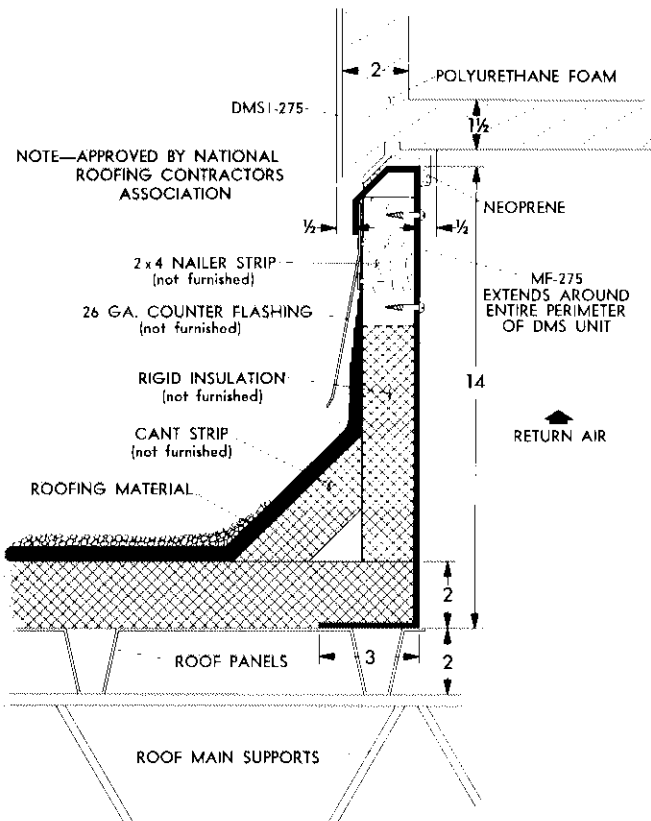 2
POLYURETHANE FOAM
DMSI-275
1½
NOTE—APPROVED BY NATIONAL
ROOFING CONTRACTORS
ASSOCIATION
NEOPRENE
½
½
2 x 4 NAILER STRIP
(not furnished)
MF-275
EXTENDS AROUND
ENTIRE PERIMETER
OF DMS UNIT
26 GA. COUNTER FLASHING
(not furnished)
RIGID INSULATION
(not furnished)
14
CANT STRIP
(not furnished)
RETURN AIR
ROOFING MATERIAL
2
ROOF PANELS
3
2
ROOF MAIN SUPPORTS